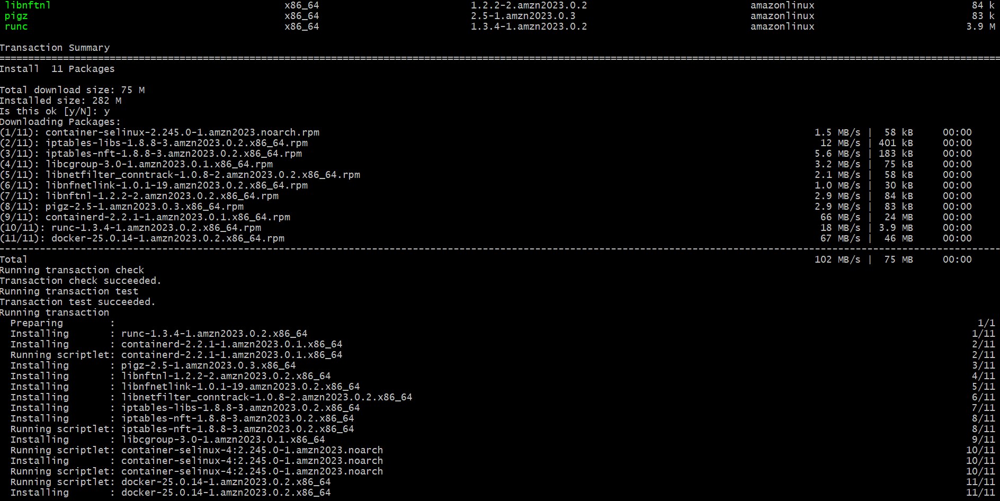 libnftnl x86_64 1.2.2-2.amzn2023.0.2 amazonlinux 84 k
pigz x86_64 2.5-1.amzn2023.0.3 amazonlinux 83 k
runc x86_64 1.3.4-1.amzn2023.0.2 amazonlinux 3.9 M
Transaction Summary
================================================================================
Install  11 Packages
Total download size: 75 M
Installed size: 282 M
Is this ok [y/N]: y
Downloading Packages:
(1/11): container-selinux-2.245.0-1.amzn2023.noarch.rpm 1.5 MB/s | 58 kB 00:00
(2/11): iptables-libs-1.8.8-3.amzn2023.0.2.x86_64.rpm 12 MB/s | 401 kB 00:00
(3/11): iptables-nft-1.8.8-3.amzn2023.0.2.x86_64.rpm 5.6 MB/s | 183 kB 00:00
(4/11): libcgroup-3.0-1.amzn2023.0.1.x86_64.rpm 3.2 MB/s | 75 kB 00:00
(5/11): libnetfilter_conntrack-1.0.8-2.amzn2023.0.2.x86_64.rpm 2.1 MB/s | 58 kB 00:00
(6/11): libnfnetlink-1.0.1-19.amzn2023.0.2.x86_64.rpm 1.0 MB/s | 30 kB 00:00
(7/11): libnftnl-1.2.2-2.amzn2023.0.2.x86_64.rpm 2.9 MB/s | 84 kB 00:00
(8/11): pigz-2.5-1.amzn2023.0.3.x86_64.rpm 2.9 MB/s | 83 kB 00:00
(9/11): containerd-2.2.1-1.amzn2023.0.1.x86_64.rpm 66 MB/s | 24 MB 00:00
(10/11): runc-1.3.4-1.amzn2023.0.2.x86_64.rpm 18 MB/s | 3.9 MB 00:00
(11/11): docker-25.0.14-1.amzn2023.0.2.x86_64.rpm 67 MB/s | 46 MB 00:00
--------------------------------------------------------------------------------
Total 102 MB/s | 75 MB 00:00
Running transaction check
Transaction check succeeded.
Running transaction test
Transaction test succeeded.
Running transaction
Preparing : 1/1
Installing : runc-1.3.4-1.amzn2023.0.2.x86_64 1/11
Installing : containerd-2.2.1-1.amzn2023.0.1.x86_64 2/11
Running scriptlet: containerd-2.2.1-1.amzn2023.0.1.x86_64 2/11
Installing : pigz-2.5-1.amzn2023.0.3.x86_64 3/11
Installing : libnftnl-1.2.2-2.amzn2023.0.2.x86_64 4/11
Installing : libnfnetlink-1.0.1-19.amzn2023.0.2.x86_64 5/11
Installing : libnetfilter_conntrack-1.0.8-2.amzn2023.0.2.x86_64 6/11
Installing : iptables-libs-1.8.8-3.amzn2023.0.2.x86_64 7/11
Installing : iptables-nft-1.8.8-3.amzn2023.0.2.x86_64 8/11
Running scriptlet: iptables-nft-1.8.8-3.amzn2023.0.2.x86_64 8/11
Installing : libcgroup-3.0-1.amzn2023.0.1.x86_64 9/11
Running scriptlet: container-selinux-4:2.245.0-1.amzn2023.noarch 10/11
Installing : container-selinux-4:2.245.0-1.amzn2023.noarch 10/11
Running scriptlet: container-selinux-4:2.245.0-1.amzn2023.noarch 10/11
Running scriptlet: docker-25.0.14-1.amzn2023.0.2.x86_64 11/11
Installing : docker-25.0.14-1.amzn2023.0.2.x86_64 11/11